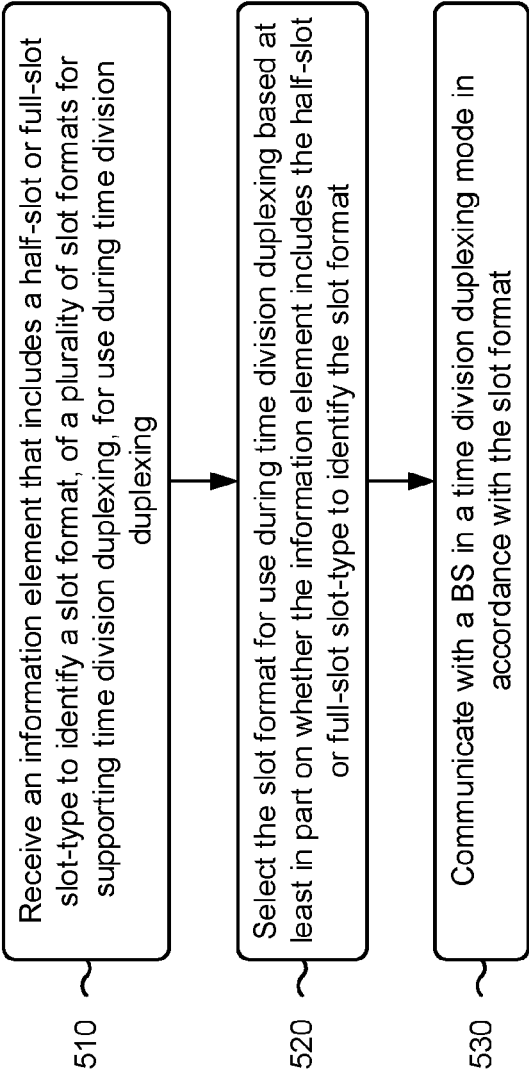 510
Receive an information element that includes a half-slot or full-slot
slot-type to identify a slot format, of a plurality of slot formats for
supporting time division duplexing, for use during time division
duplexing
520
Select the slot format for use during time division duplexing based at
least in part on whether the information element includes the half-slot
or full-slot slot-type to identify the slot format
530
Communicate with a BS in a time division duplexing mode in
accordance with the slot format